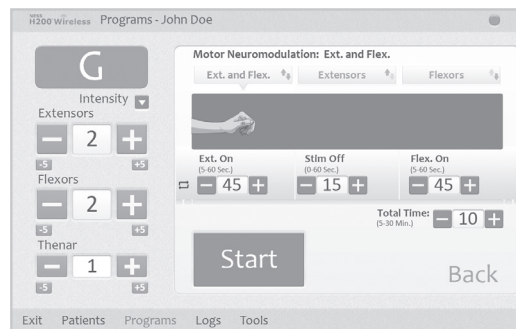 NESS
H200 Wireless Programs - John Doe
G
Intensity
Extensors
2
-5 +5
Flexors
2
-5 +5
Thenar
1
-5 +5
Motor Neuromodulation: Ext. and Flex.
Ext. and Flex. Extensors Flexors
Ext. On Stim Off Flex. On
(5-60 Sec.) (0-60 Sec.) (5-60 Sec.)
45 15 45
Total Time: 10
(5-30 Min.)
Start
Back
Exit Patients Programs Logs Tools